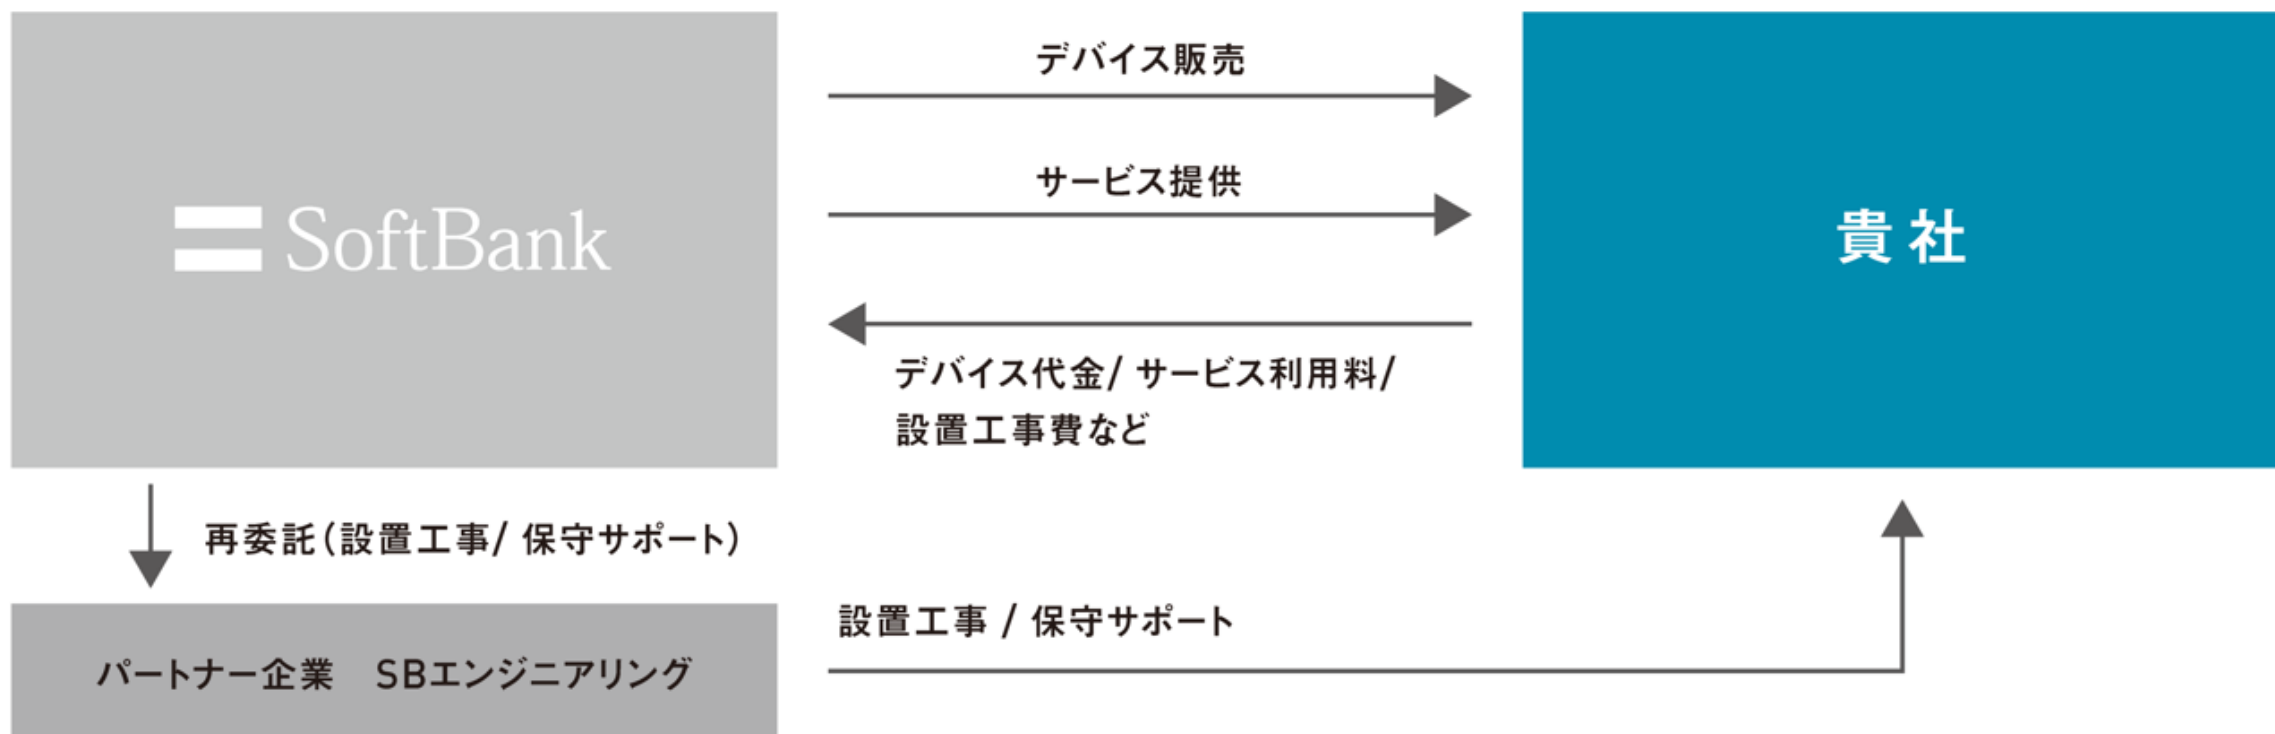 デバイス販売
サービス提供
SoftBank
貴社
デバイス代金/ サービス利用料/
設置工事費など
再委託(設置工事/ 保守サポート)
設置工事 / 保守サポート
パートナー企業　SBエンジニアリング